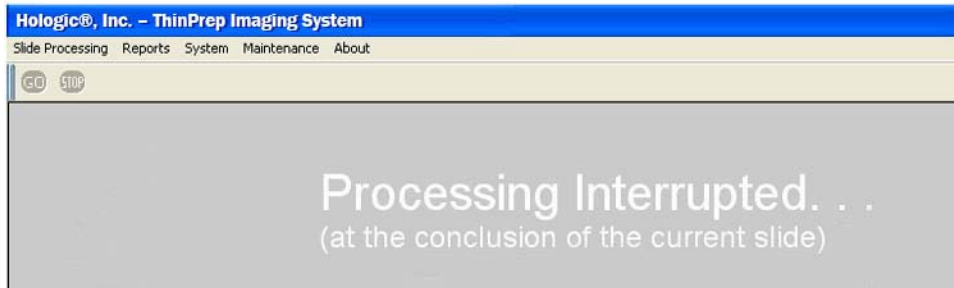 Hologic®, Inc. – ThinPrep Imaging System
Slide Processing Reports System Maintenance About
GO STOP
Processing Interrupted. . .
(at the conclusion of the current slide)